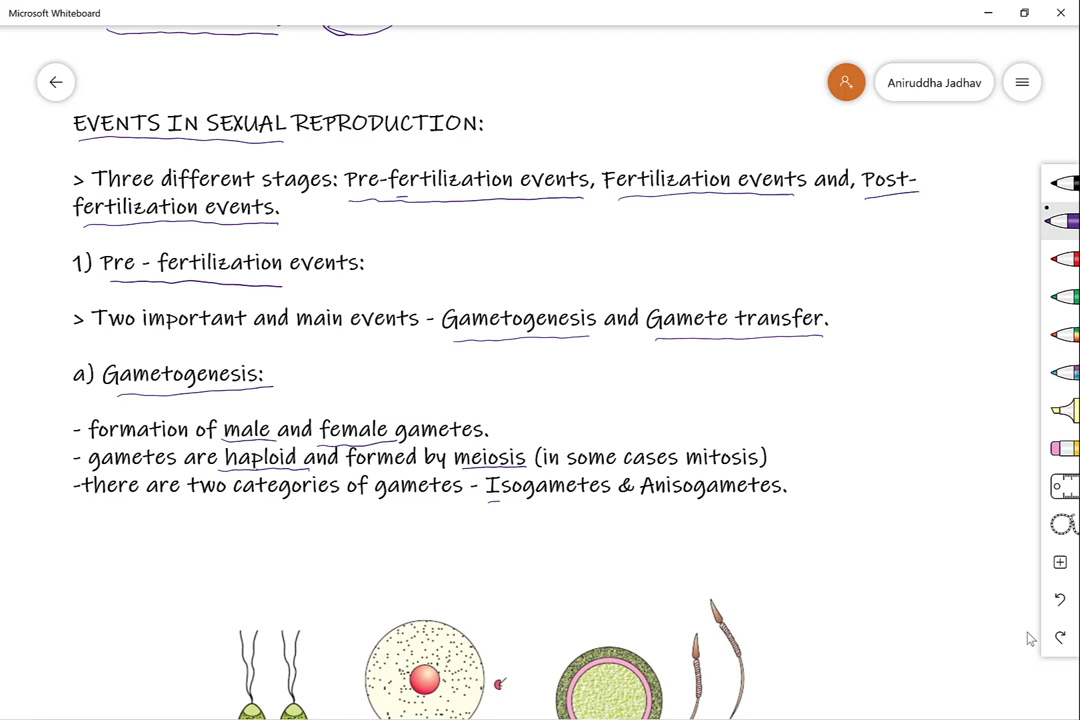 Microsoft Whiteboard
Aniruddha Jadhav
EVENTS IN SEXUAL REPRODUCTION:
> Three different stages: Pre-fertilization events, Fertilization events and, Post-
fertilization events.
1) Pre - fertilization events:
> Two important and main events - Gametogenesis and Gamete transfer.
a) Gametogenesis:
- formation of male and female gametes.
- gametes are haploid and formed by meiosis (in some cases mitosis)
-there are two categories of gametes - Isogametes & Anisogametes.